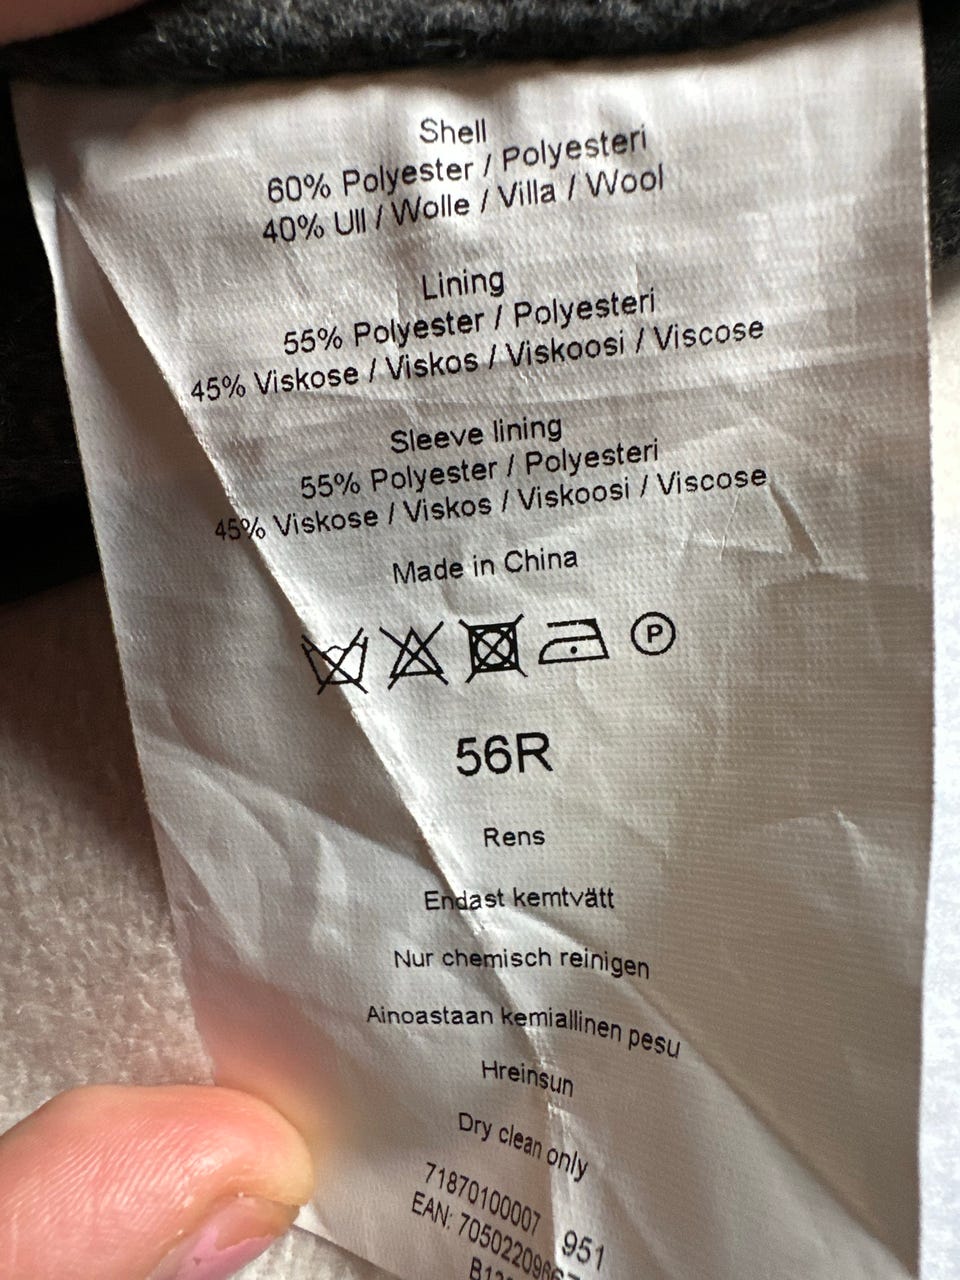 Shell
60% Polyester / Polyesteri
40% Ull / Wolle / Villa / Wool
Lining
55% Polyester / Polyesteri
45% Viskose / Viskos / Viskoosi / Viscose
Sleeve lining
55% Polyester / Polyesteri
45% Viskose / Viskos / Viskoosi / Viscose
Made in China
P
56R
Rens
Endast kemtvätt
Nur chemisch reinigen
Ainoastaan kemiallinen pesu
Hreinsun
Dry clean only
71870100007 951
EAN: